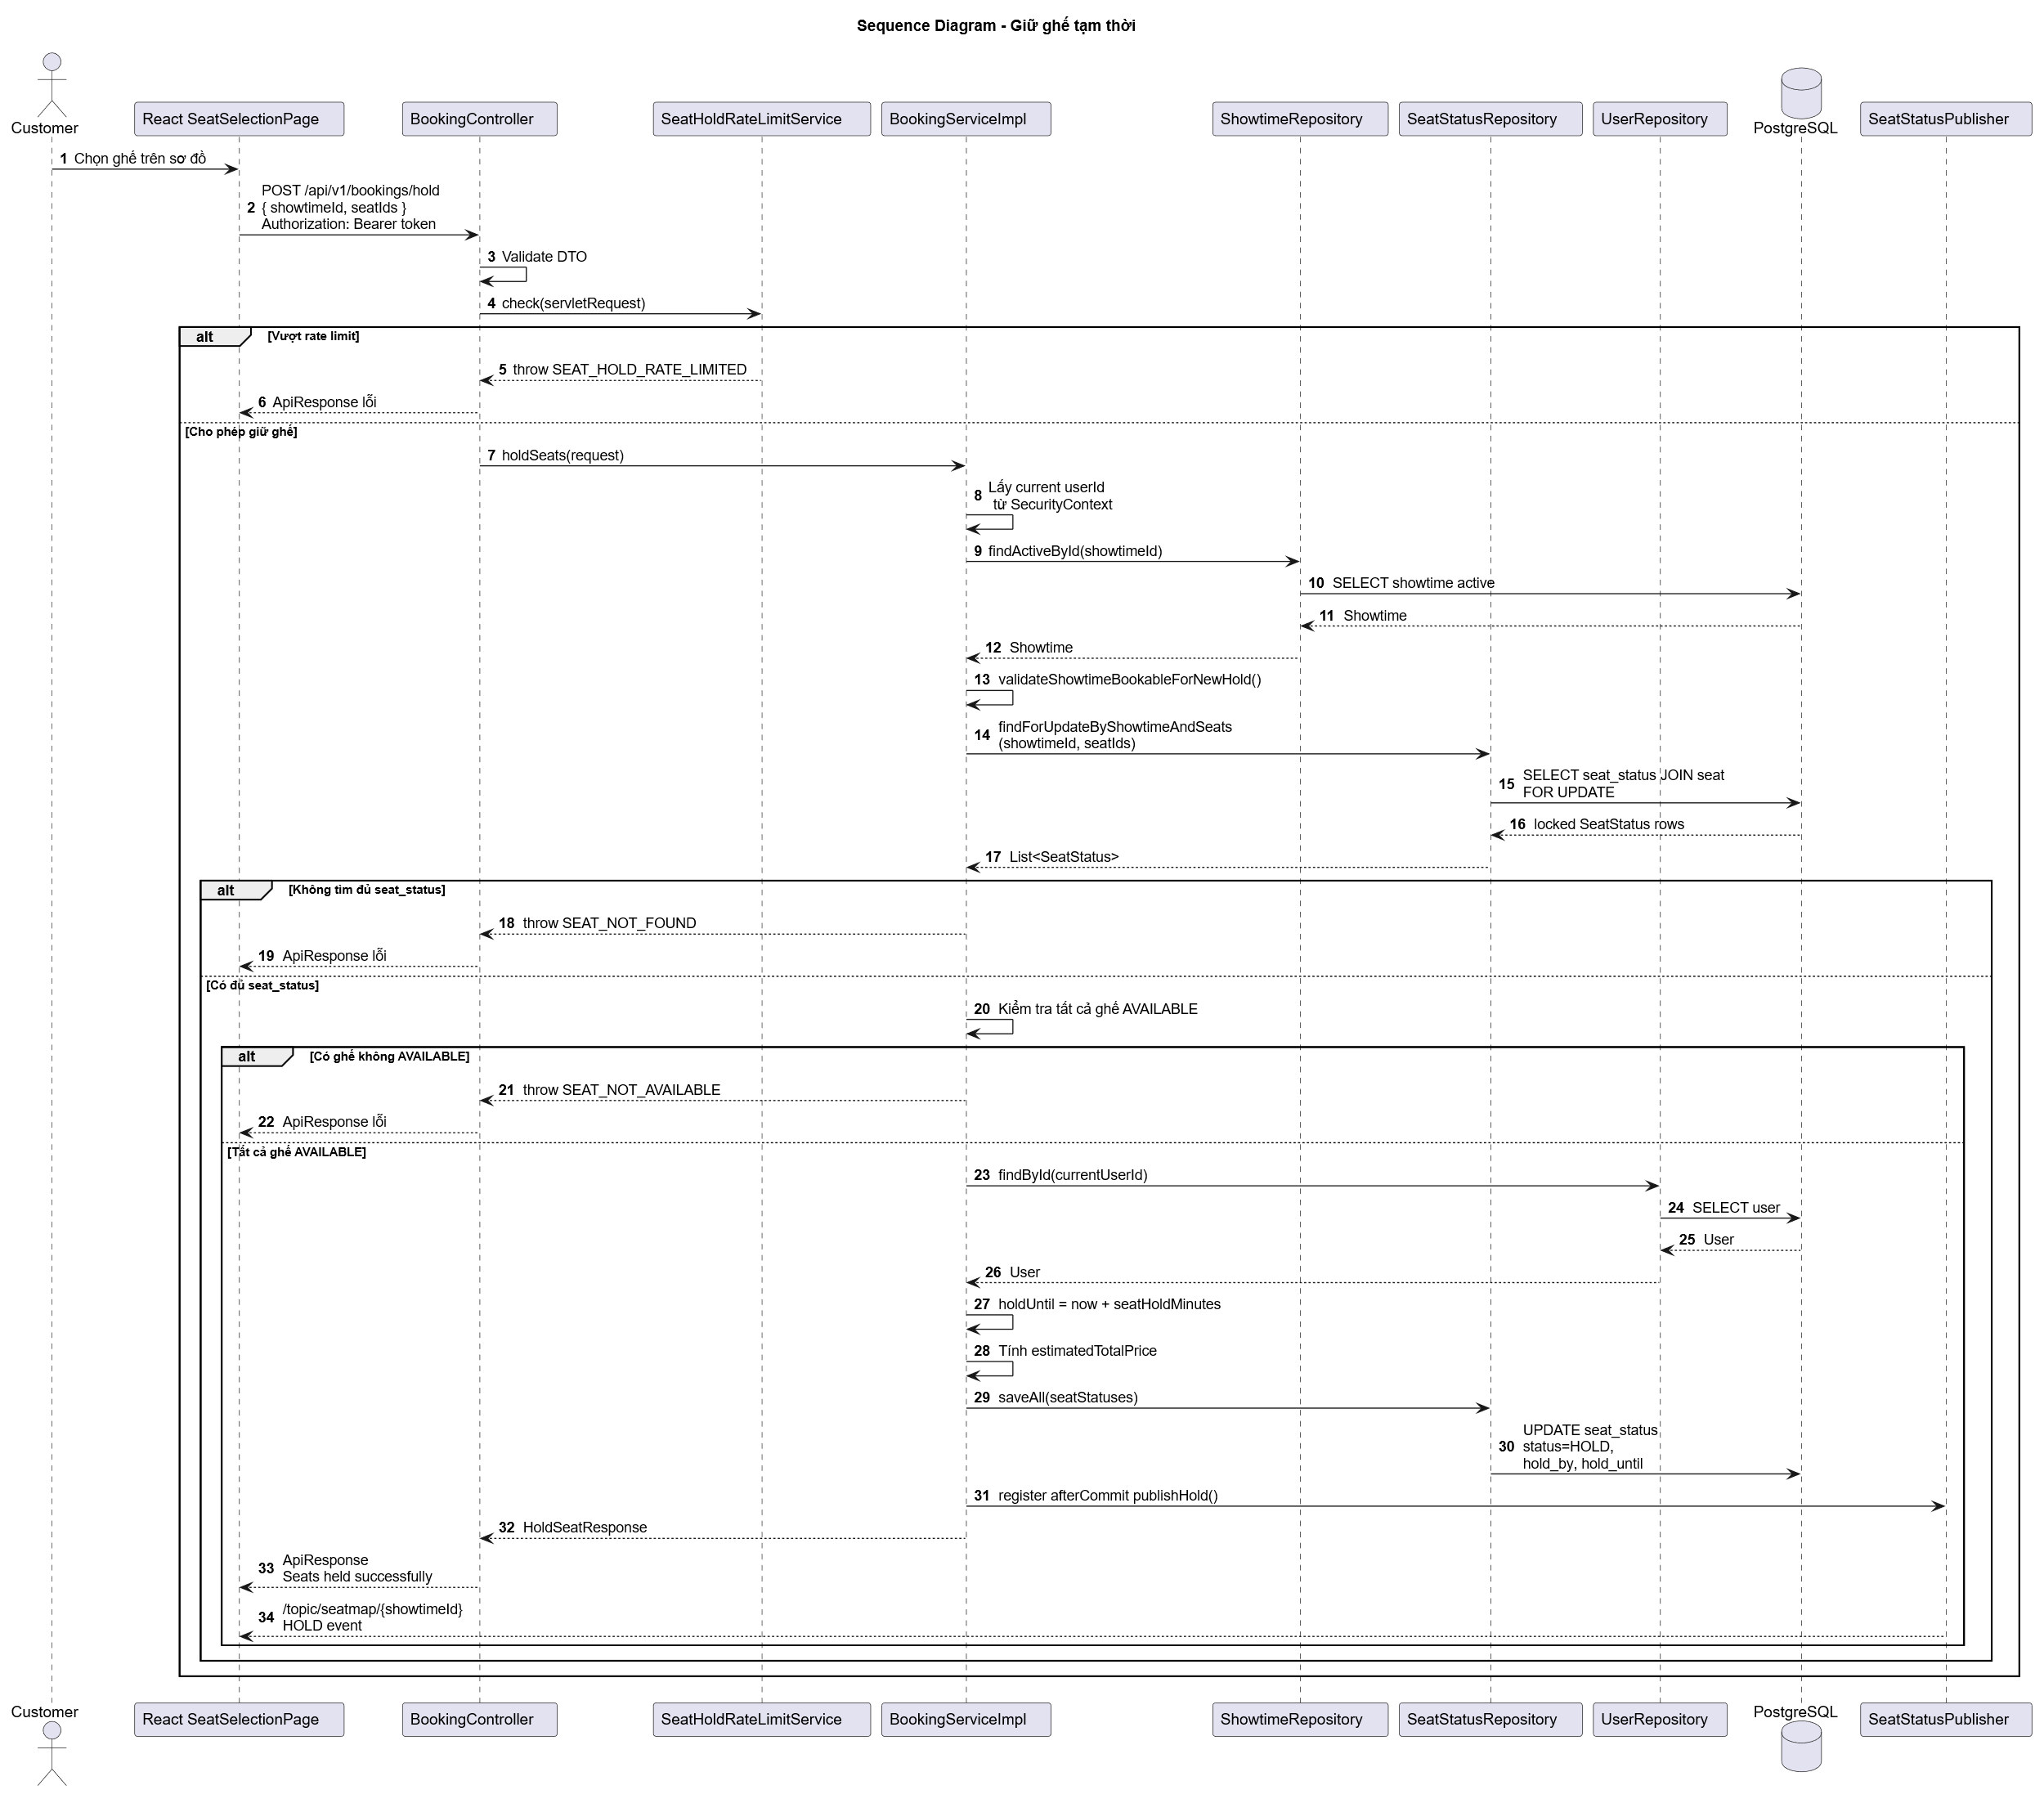 Sequence Diagram - Giữ ghế tạm thời
Customer
React SeatSelectionPage
BookingController
SeatHoldRateLimitService
BookingServiceImpl
ShowtimeRepository
SeatStatusRepository
UserRepository
PostgreSQL
SeatStatusPublisher
1 Chọn ghế trên sơ đồ
POST /api/v1/bookings/hold
2 { showtimeId, seatIds }
Authorization: Bearer token
3 Validate DTO
4 check(servletRequest)
alt [Vượt rate limit]
5 throw SEAT_HOLD_RATE_LIMITED
6 ApiResponse lỗi
[Cho phép giữ ghế]
7 holdSeats(request)
8 Lấy current userId
từ SecurityContext
9 findActiveById(showtimeId)
10 SELECT showtime active
11 Showtime
12 Showtime
13 validateShowtimeBookableForNewHold()
14 findForUpdateByShowtimeAndSeats
(showtimeId, seatIds)
15 SELECT seat_status JOIN seat
FOR UPDATE
16 locked SeatStatus rows
17 List<SeatStatus>
alt [Không tìm đủ seat_status]
18 throw SEAT_NOT_FOUND
19 ApiResponse lỗi
[Có đủ seat_status]
20 Kiểm tra tất cả ghế AVAILABLE
alt [Có ghế không AVAILABLE]
21 throw SEAT_NOT_AVAILABLE
22 ApiResponse lỗi
[Tất cả ghế AVAILABLE]
23 findById(currentUserId)
24 SELECT user
25 User
26 User
27 holdUntil = now + seatHoldMinutes
28 Tính estimatedTotalPrice
29 saveAll(seatStatuses)
UPDATE seat_status
30 status=HOLD,
hold_by, hold_until
31 register afterCommit publishHold()
32 HoldSeatResponse
33 ApiResponse
Seats held successfully
34 /topic/seatmap/{showtimeId}
HOLD event
Customer
React SeatSelectionPage
BookingController
SeatHoldRateLimitService
BookingServiceImpl
ShowtimeRepository
SeatStatusRepository
UserRepository
PostgreSQL
SeatStatusPublisher